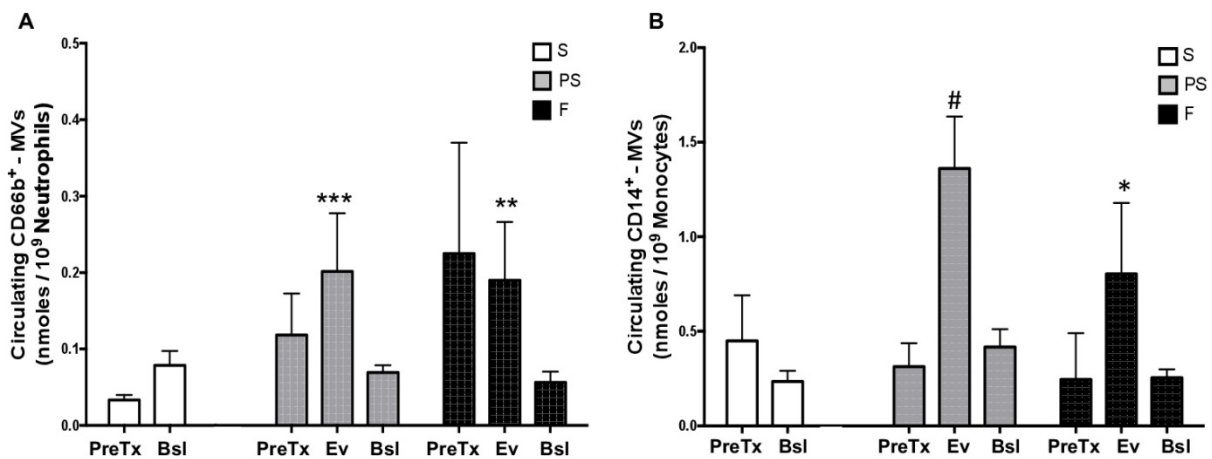 A
Circulating CD66b⁺ - MVs
(nmoles / 10⁹ Neutrophils)
0.5
0.4
0.3
0.2
0.1
0.0
S
PS
F
***
**
PreTx Bsl PreTx Ev Bsl PreTx Ev Bsl
B
Circulating CD14⁺ - MVs
(nmoles / 10⁹ Monocytes)
2.0
1.5
1.0
0.5
0.0
S
PS
F
#
*
PreTx Bsl PreTx Ev Bsl PreTx Ev Bsl